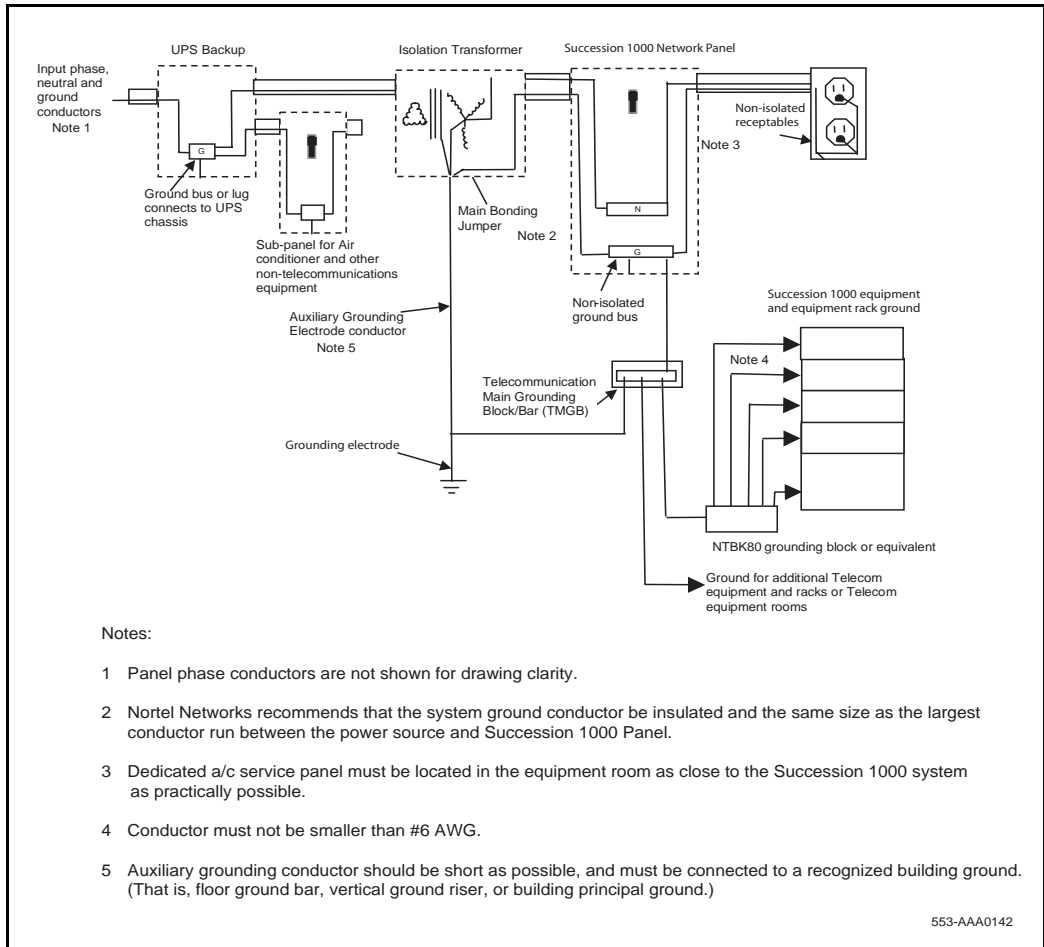 UPS Backup
Isolation Transformer
Succession 1000 Network Panel
Input phase,
neutral and
ground
conductors
Note 1
G
Ground bus or lug
connects to UPS
chassis
Sub-panel for Air
conditioner and other
non-telecommunications
equipment
Main Bonding
Jumper
Note 2
N
G
Non-isolated
receptables
Note 3
Non-isolated
ground bus
Auxiliary Grounding
Electrode conductor
Note 5
Telecommunication
Main Grounding
Block/Bar (TMGB)
Grounding electrode
Succession 1000 equipment
and equipment rack ground
Note 4
NTBK80 grounding block or equivalent
Ground for additional Telecom
equipment and racks or Telecom
equipment rooms
Notes:
1 Panel phase conductors are not shown for drawing clarity.
2 Nortel Networks recommends that the system ground conductor be insulated and the same size as the largest
conductor run between the power source and Succession 1000 Panel.
3 Dedicated a/c service panel must be located in the equipment room as close to the Succession 1000 system
as practically possible.
4 Conductor must not be smaller than #6 AWG.
5 Auxiliary grounding conductor should be short as possible, and must be connected to a recognized building ground.
(That is, floor ground bar, vertical ground riser, or building principal ground.)
553-AAA0142